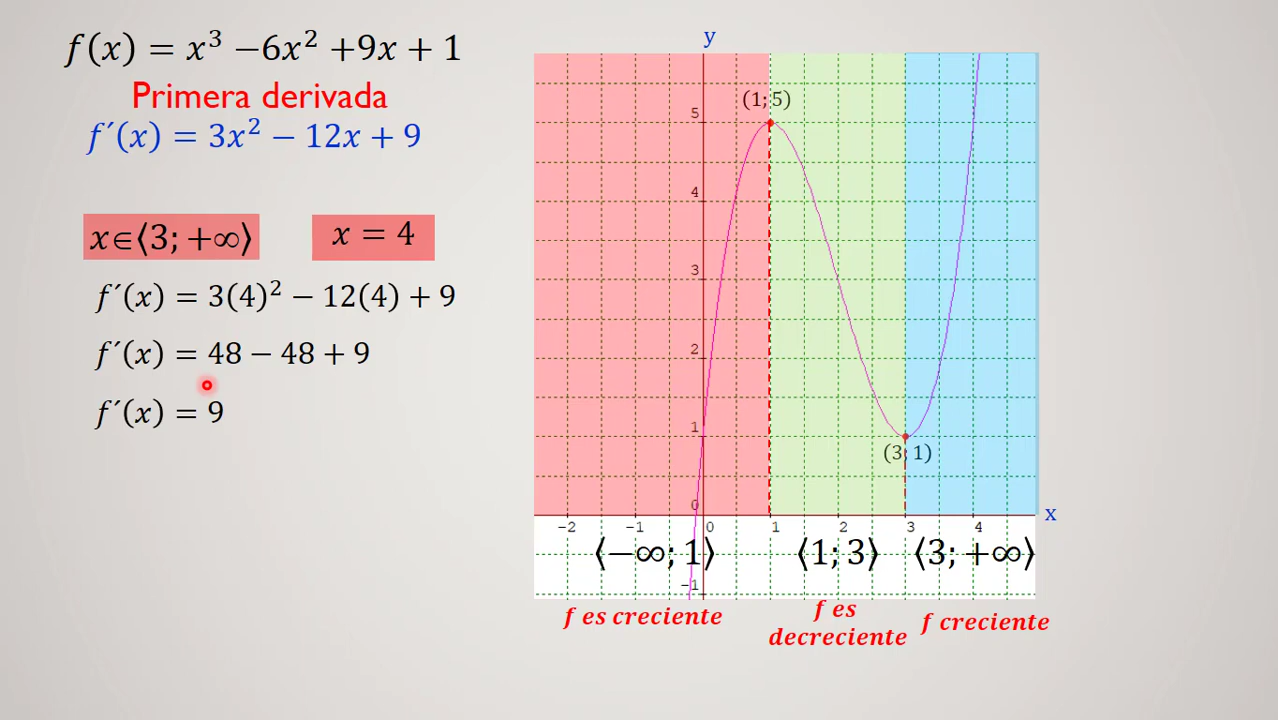 f(x) = x³ −6x² +9x + 1
Primera derivada
f´(x) = 3x² − 12x + 9
x∈⟨3; +∞⟩
x = 4
f´(x) = 3(4)² − 12(4) + 9
f´(x) = 48 − 48 + 9
f´(x) = 9
y
(1; 5)
5
4
3
2
1
(3; 1)
0
x
-2 -1 0 1 2 3 4
⟨−∞; 1⟩ ⟨1; 3⟩ ⟨3; +∞⟩
-1
f es creciente
f es
decreciente
f creciente